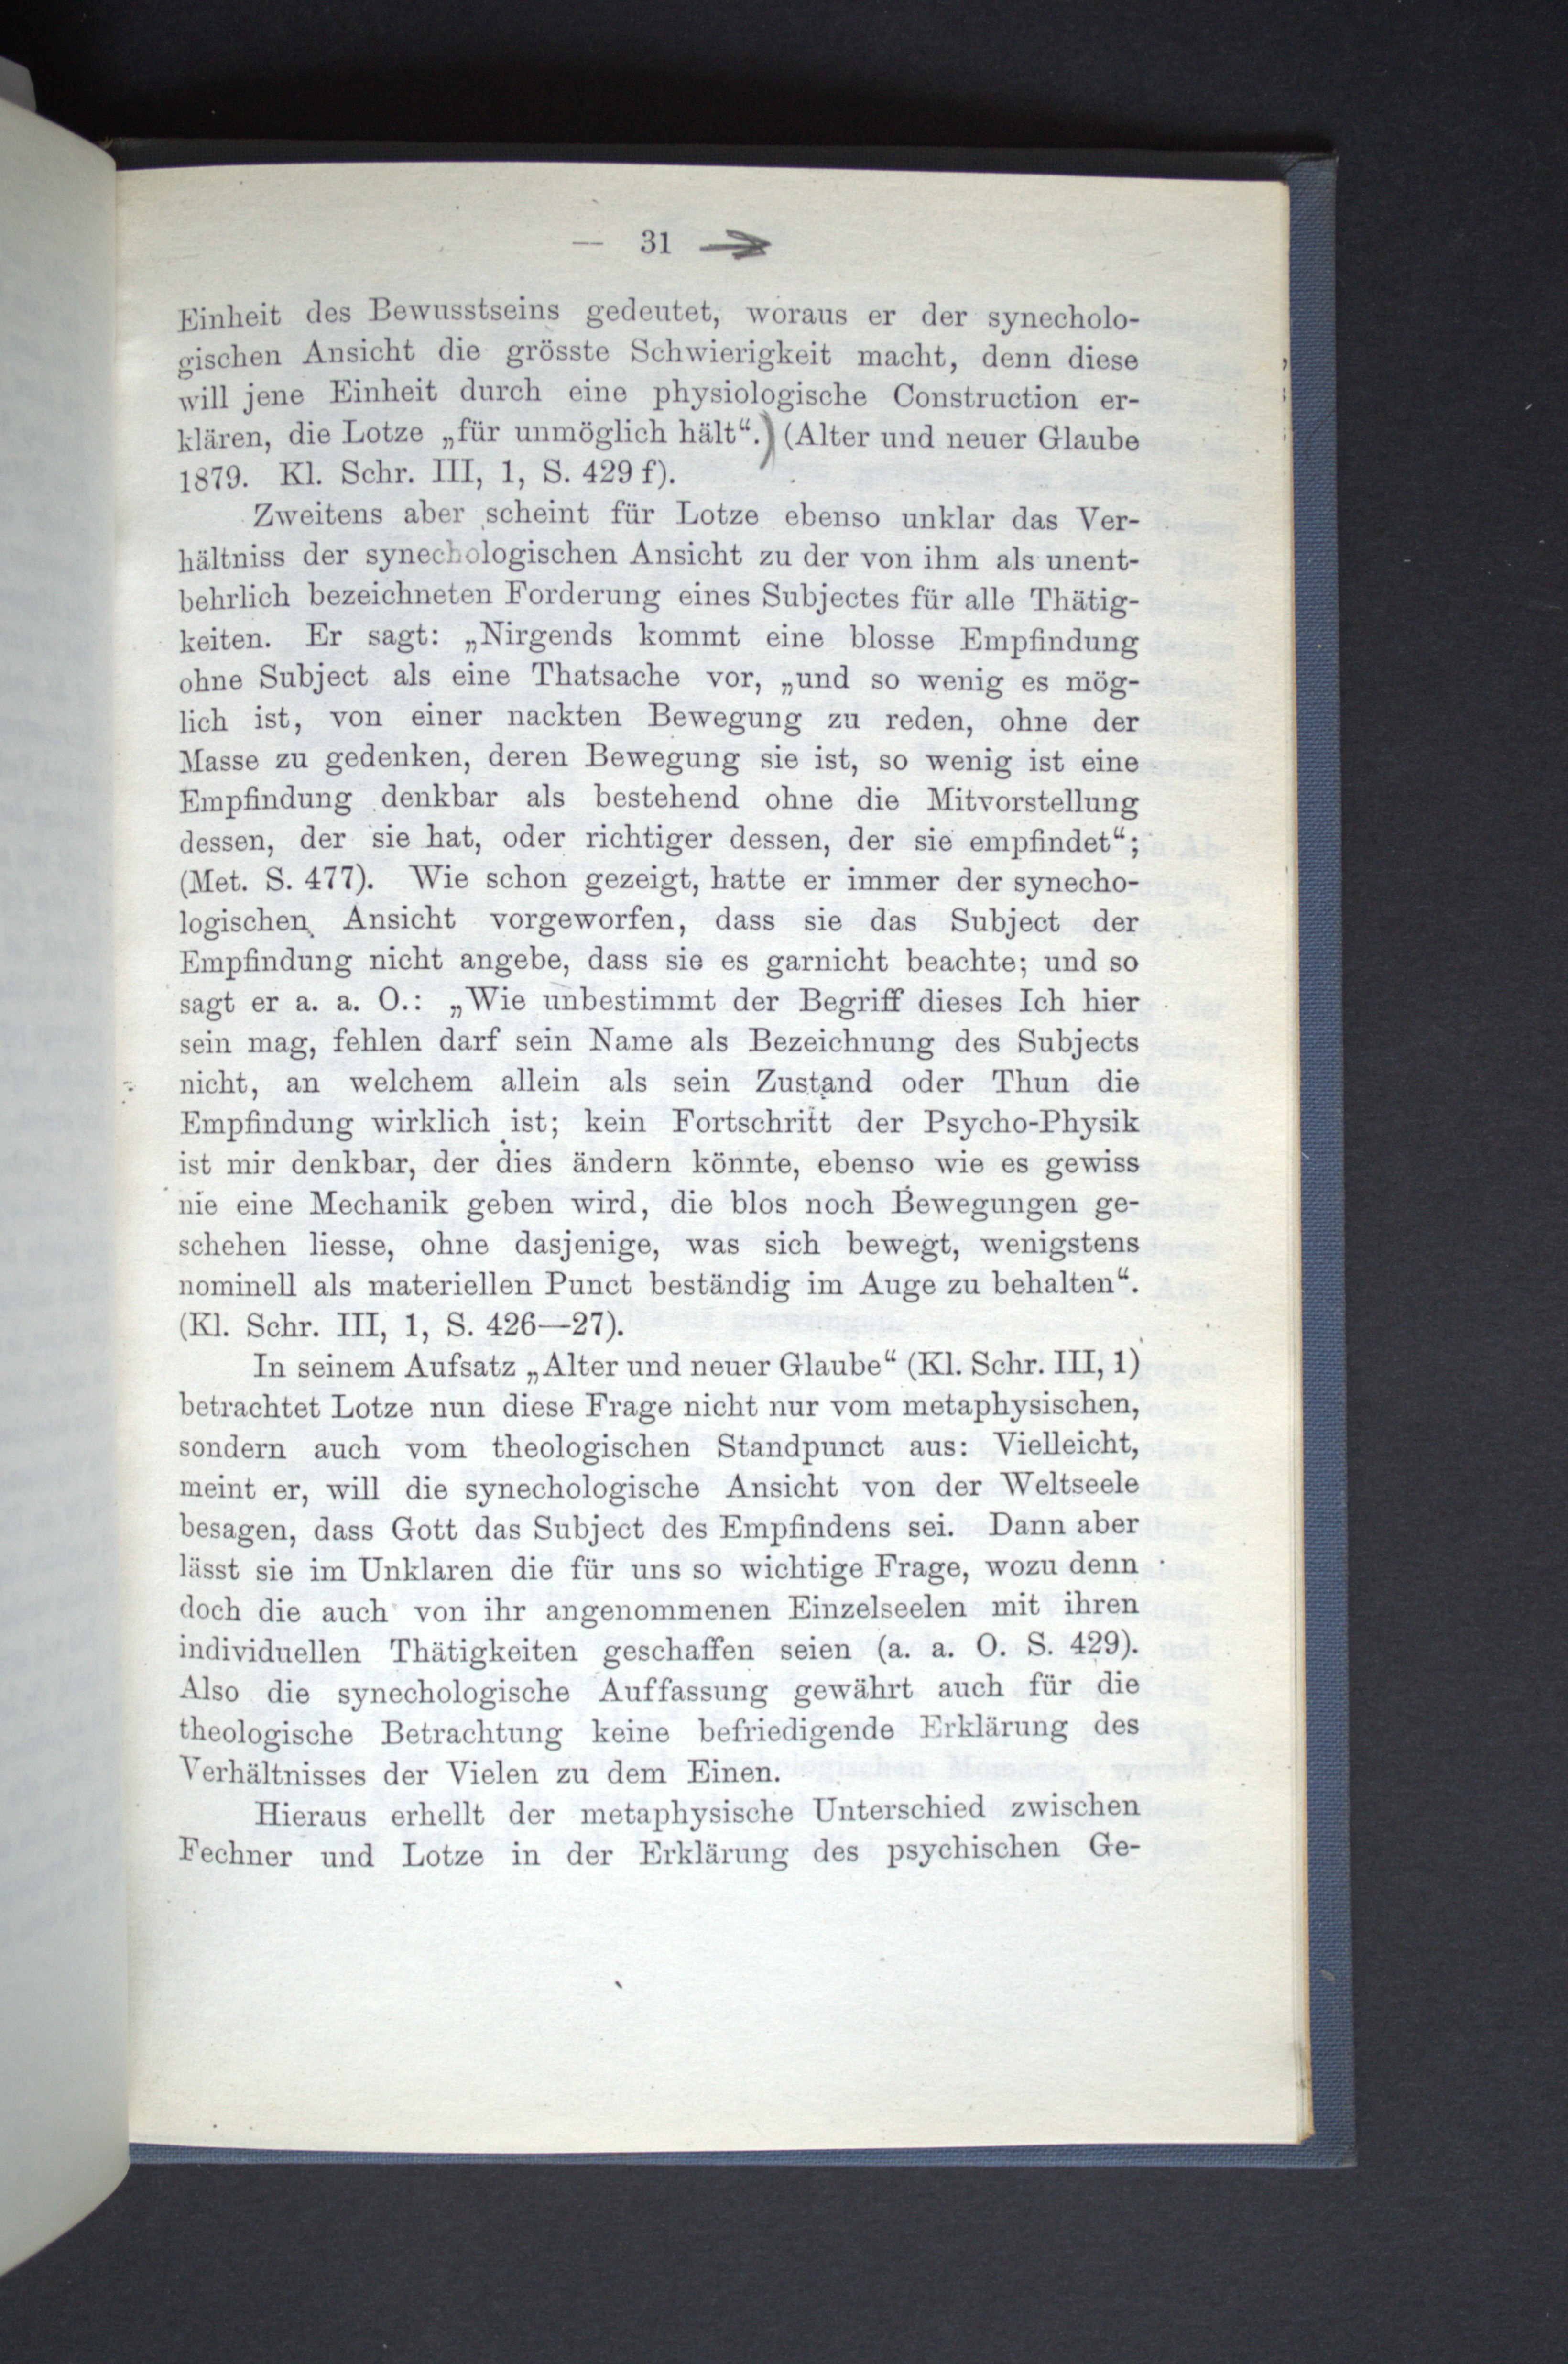 — 31 →
Einheit des Bewusstseins gedeutet, woraus er der synecholo-
gischen Ansicht die grösste Schwierigkeit macht, denn diese
will jene Einheit durch eine physiologische Construction er-
klären, die Lotze „für unmöglich hält“.) (Alter und neuer Glaube
1879. Kl. Schr. III, 1, S. 429 f).
Zweitens aber scheint für Lotze ebenso unklar das Ver-
hältniss der synechologischen Ansicht zu der von ihm als unent-
behrlich bezeichneten Forderung eines Subjectes für alle Thätig-
keiten. Er sagt: „Nirgends kommt eine blosse Empfindung
ohne Subject als eine Thatsache vor, „und so wenig es mög-
lich ist, von einer nackten Bewegung zu reden, ohne der
Masse zu gedenken, deren Bewegung sie ist, so wenig ist eine
Empfindung denkbar als bestehend ohne die Mitvorstellung
dessen, der sie hat, oder richtiger dessen, der sie empfindet“;
(Met. S. 477). Wie schon gezeigt, hatte er immer der synecho-
logischen Ansicht vorgeworfen, dass sie das Subject der
Empfindung nicht angebe, dass sie es garnicht beachte; und so
sagt er a. a. O.: „Wie unbestimmt der Begriff dieses Ich hier
sein mag, fehlen darf sein Name als Bezeichnung des Subjects
nicht, an welchem allein als sein Zustand oder Thun die
Empfindung wirklich ist; kein Fortschritt der Psycho-Physik
ist mir denkbar, der dies ändern könnte, ebenso wie es gewiss
nie eine Mechanik geben wird, die blos noch Bewegungen ge-
schehen liesse, ohne dasjenige, was sich bewegt, wenigstens
nominell als materiellen Punct beständig im Auge zu behalten“.
(Kl. Schr. III, 1, S. 426—27).
In seinem Aufsatz „Alter und neuer Glaube“ (Kl. Schr. III, 1)
betrachtet Lotze nun diese Frage nicht nur vom metaphysischen,
sondern auch vom theologischen Standpunct aus: Vielleicht,
meint er, will die synechologische Ansicht von der Weltseele
besagen, dass Gott das Subject des Empfindens sei. Dann aber
lässt sie im Unklaren die für uns so wichtige Frage, wozu denn
doch die auch von ihr angenommenen Einzelseelen mit ihren
individuellen Thätigkeiten geschaffen seien (a. a. O. S. 429).
Also die synechologische Auffassung gewährt auch für die
theologische Betrachtung keine befriedigende Erklärung des
Verhältnisses der Vielen zu dem Einen.
Hieraus erhellt der metaphysische Unterschied zwischen
Fechner und Lotze in der Erklärung des psychischen Ge-